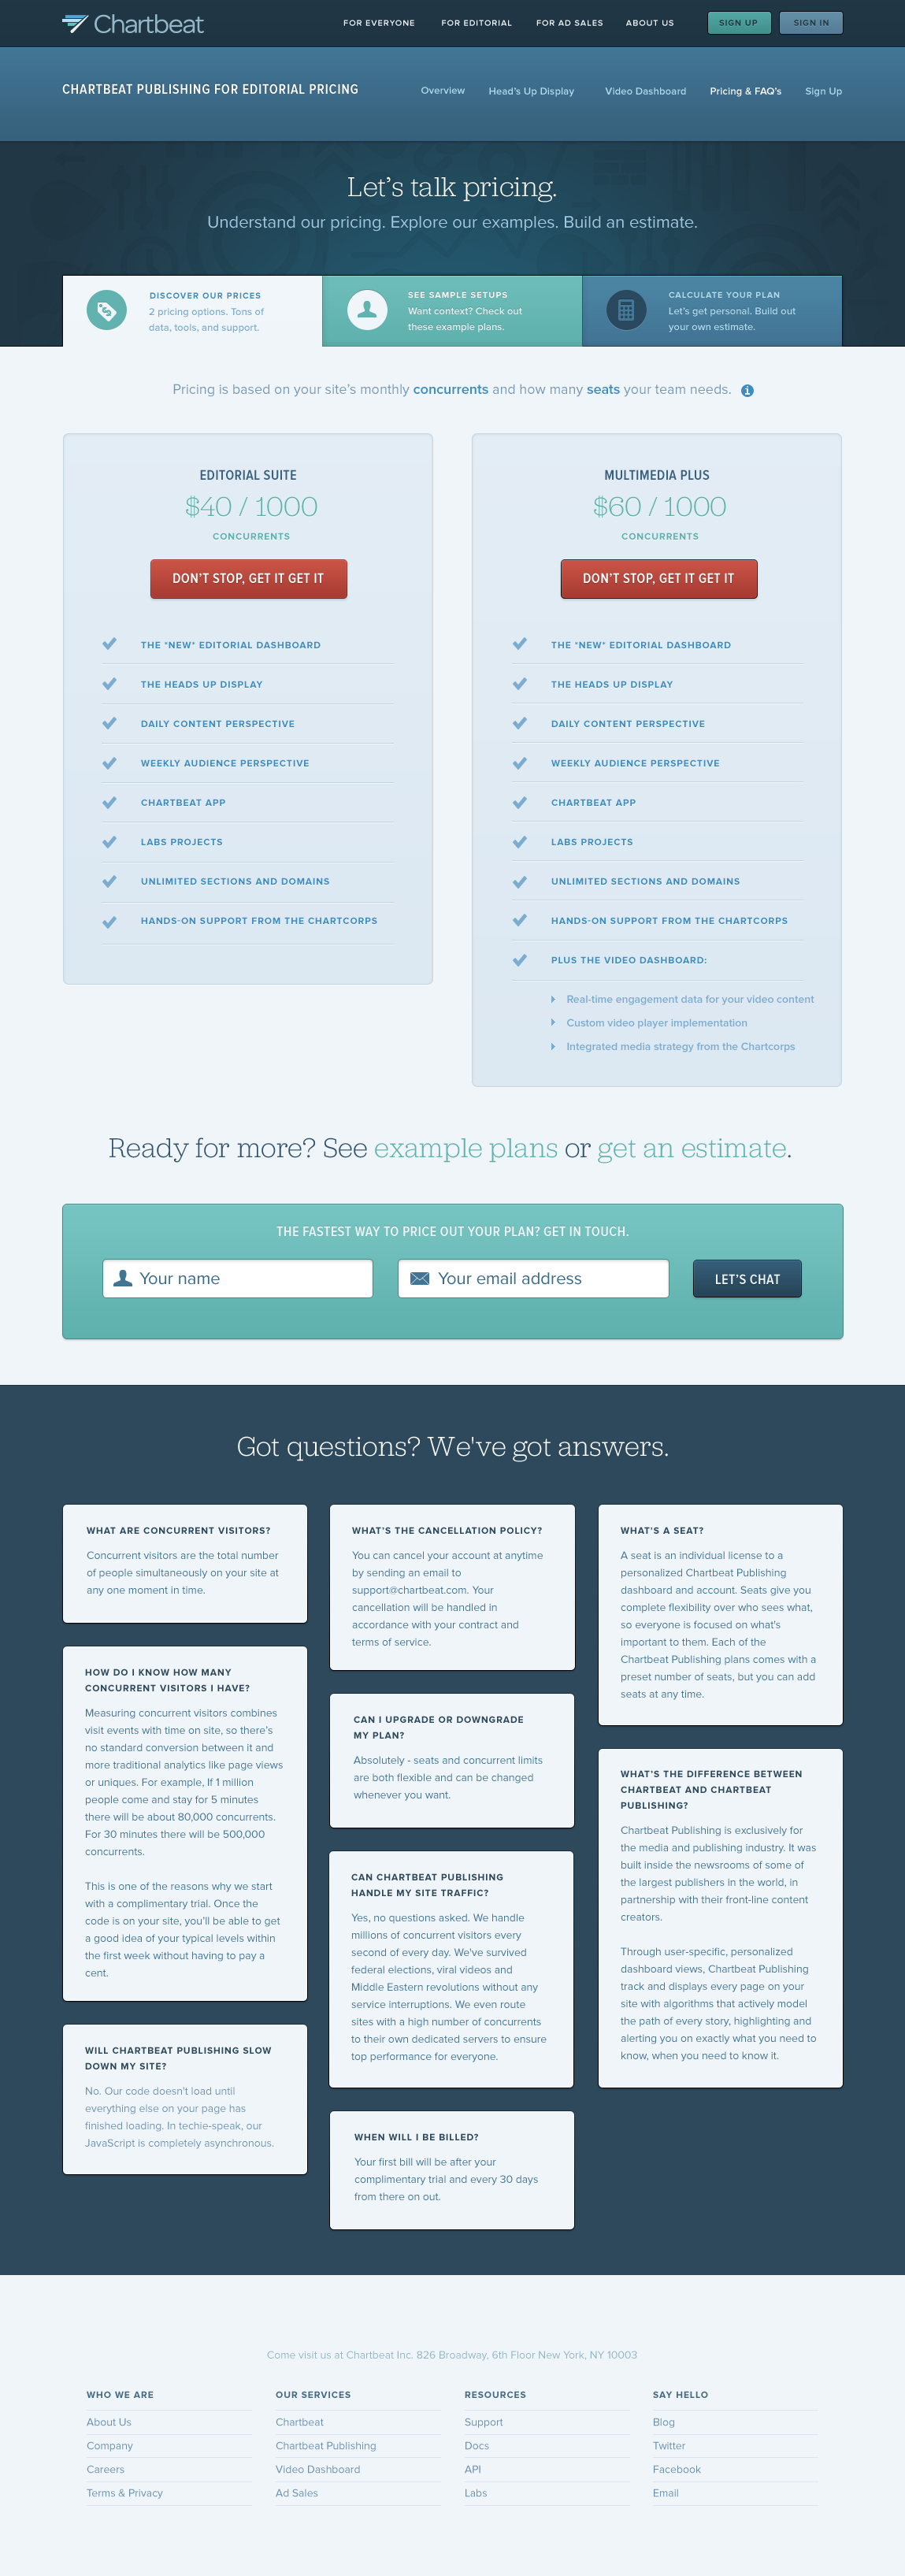 Chartbeat
FOR EVERYONE
FOR EDITORIAL
FOR AD SALES
ABOUT US
SIGN UP
SIGN IN
CHARTBEAT PUBLISHING FOR EDITORIAL PRICING
Overview
Head's Up Display
Video Dashboard
Pricing & FAQ's
Sign Up
Let's talk pricing.
Understand our pricing. Explore our examples. Build an estimate.
DISCOVER OUR PRICES
2 pricing options. Tons of
data, tools, and support.
SEE SAMPLE SETUPS
Want context? Check out
these example plans.
CALCULATE YOUR PLAN
Let's get personal. Build out
your own estimate.
Pricing is based on your site's monthly concurrents and how many seats your team needs. i
EDITORIAL SUITE
$40 / 1000
CONCURRENTS
DON'T STOP, GET IT GET IT
THE *NEW* EDITORIAL DASHBOARD
THE HEADS UP DISPLAY
DAILY CONTENT PERSPECTIVE
WEEKLY AUDIENCE PERSPECTIVE
CHARTBEAT APP
LABS PROJECTS
UNLIMITED SECTIONS AND DOMAINS
HANDS-ON SUPPORT FROM THE CHARTCORPS
MULTIMEDIA PLUS
$60 / 1000
CONCURRENTS
DON'T STOP, GET IT GET IT
THE *NEW* EDITORIAL DASHBOARD
THE HEADS UP DISPLAY
DAILY CONTENT PERSPECTIVE
WEEKLY AUDIENCE PERSPECTIVE
CHARTBEAT APP
LABS PROJECTS
UNLIMITED SECTIONS AND DOMAINS
HANDS-ON SUPPORT FROM THE CHARTCORPS
PLUS THE VIDEO DASHBOARD:
Real-time engagement data for your video content
Custom video player implementation
Integrated media strategy from the Chartcorps
Ready for more? See example plans or get an estimate.
THE FASTEST WAY TO PRICE OUT YOUR PLAN? GET IN TOUCH.
Your name
Your email address
LET'S CHAT
Got questions? We've got answers.
WHAT ARE CONCURRENT VISITORS?
Concurrent visitors are the total number
of people simultaneously on your site at
any one moment in time.
HOW DO I KNOW HOW MANY
CONCURRENT VISITORS I HAVE?
Measuring concurrent visitors combines
visit events with time on site, so there's
no standard conversion between it and
more traditional analytics like page views
or uniques. For example, If 1 million
people come and stay for 5 minutes
there will be about 80,000 concurrents.
For 30 minutes there will be 500,000
concurrents.
This is one of the reasons why we start
with a complimentary trial. Once the
code is on your site, you'll be able to get
a good idea of your typical levels within
the first week without having to pay a
cent.
WILL CHARTBEAT PUBLISHING SLOW
DOWN MY SITE?
No. Our code doesn't load until
everything else on your page has
finished loading. In techie-speak, our
JavaScript is completely asynchronous.
WHAT'S THE CANCELLATION POLICY?
You can cancel your account at anytime
by sending an email to
support@chartbeat.com. Your
cancellation will be handled in
accordance with your contract and
terms of service.
CAN I UPGRADE OR DOWNGRADE
MY PLAN?
Absolutely - seats and concurrent limits
are both flexible and can be changed
whenever you want.
CAN CHARTBEAT PUBLISHING
HANDLE MY SITE TRAFFIC?
Yes, no questions asked. We handle
millions of concurrent visitors every
second of every day. We've survived
federal elections, viral videos and
Middle Eastern revolutions without any
service interruptions. We even route
sites with a high number of concurrents
to their own dedicated servers to ensure
top performance for everyone.
WHEN WILL I BE BILLED?
Your first bill will be after your
complimentary trial and every 30 days
from there on out.
WHAT'S A SEAT?
A seat is an individual license to a
personalized Chartbeat Publishing
dashboard and account. Seats give you
complete flexibility over who sees what,
so everyone is focused on what's
important to them. Each of the
Chartbeat Publishing plans comes with a
preset number of seats, but you can add
seats at any time.
WHAT'S THE DIFFERENCE BETWEEN
CHARTBEAT AND CHARTBEAT
PUBLISHING?
Chartbeat Publishing is exclusively for
the media and publishing industry. It was
built inside the newsrooms of some of
the largest publishers in the world, in
partnership with their front-line content
creators.
Through user-specific, personalized
dashboard views, Chartbeat Publishing
track and displays every page on your
site with algorithms that actively model
the path of every story, highlighting and
alerting you on exactly what you need to
know, when you need to know it.
Come visit us at Chartbeat Inc. 826 Broadway, 6th Floor New York, NY 10003
WHO WE ARE
About Us
Company
Careers
Terms & Privacy
OUR SERVICES
Chartbeat
Chartbeat Publishing
Video Dashboard
Ad Sales
RESOURCES
Support
Docs
API
Labs
SAY HELLO
Blog
Twitter
Facebook
Email